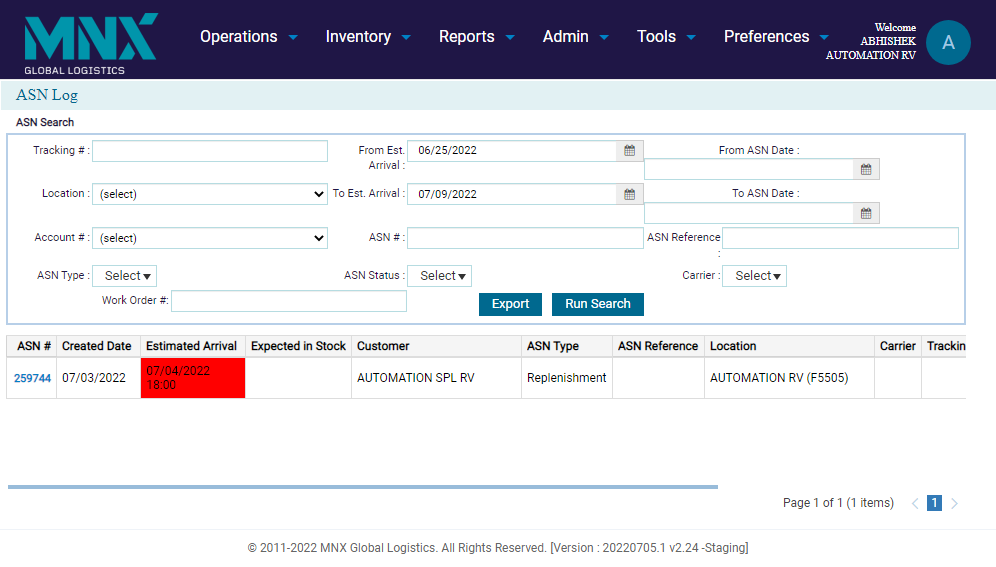 MNX
GLOBAL LOGISTICS
Operations Inventory Reports Admin Tools Preferences
Welcome
ABHISHEK
AUTOMATION RV
A
ASN Log
ASN Search
Tracking # :
From Est. Arrival :
06/25/2022
From ASN Date :
Location :
(select)
To Est. Arrival :
07/09/2022
To ASN Date :
Account # :
(select)
ASN # :
ASN Reference :
ASN Type :
Select
ASN Status :
Select
Carrier :
Select
Work Order #:
Export
Run Search
ASN # Created Date Estimated Arrival Expected in Stock Customer ASN Type ASN Reference Location Carrier Trackin
259744 07/03/2022 07/04/2022 18:00 AUTOMATION SPL RV Replenishment AUTOMATION RV (F5505)
Page 1 of 1 (1 items) 1
© 2011-2022 MNX Global Logistics. All Rights Reserved. [Version : 20220705.1 v2.24 -Staging]